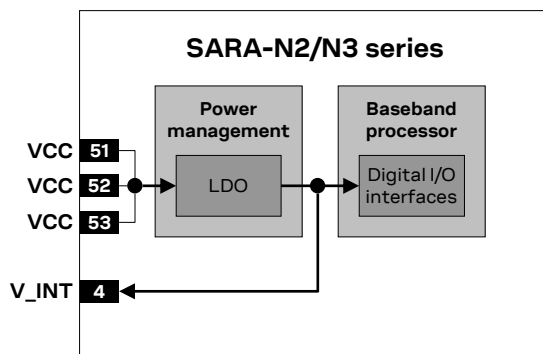 SARA-N2/N3 series
Power
management
Baseband
processor
LDO
Digital I/O
interfaces
VCC 51
VCC 52
VCC 53
V_INT 4